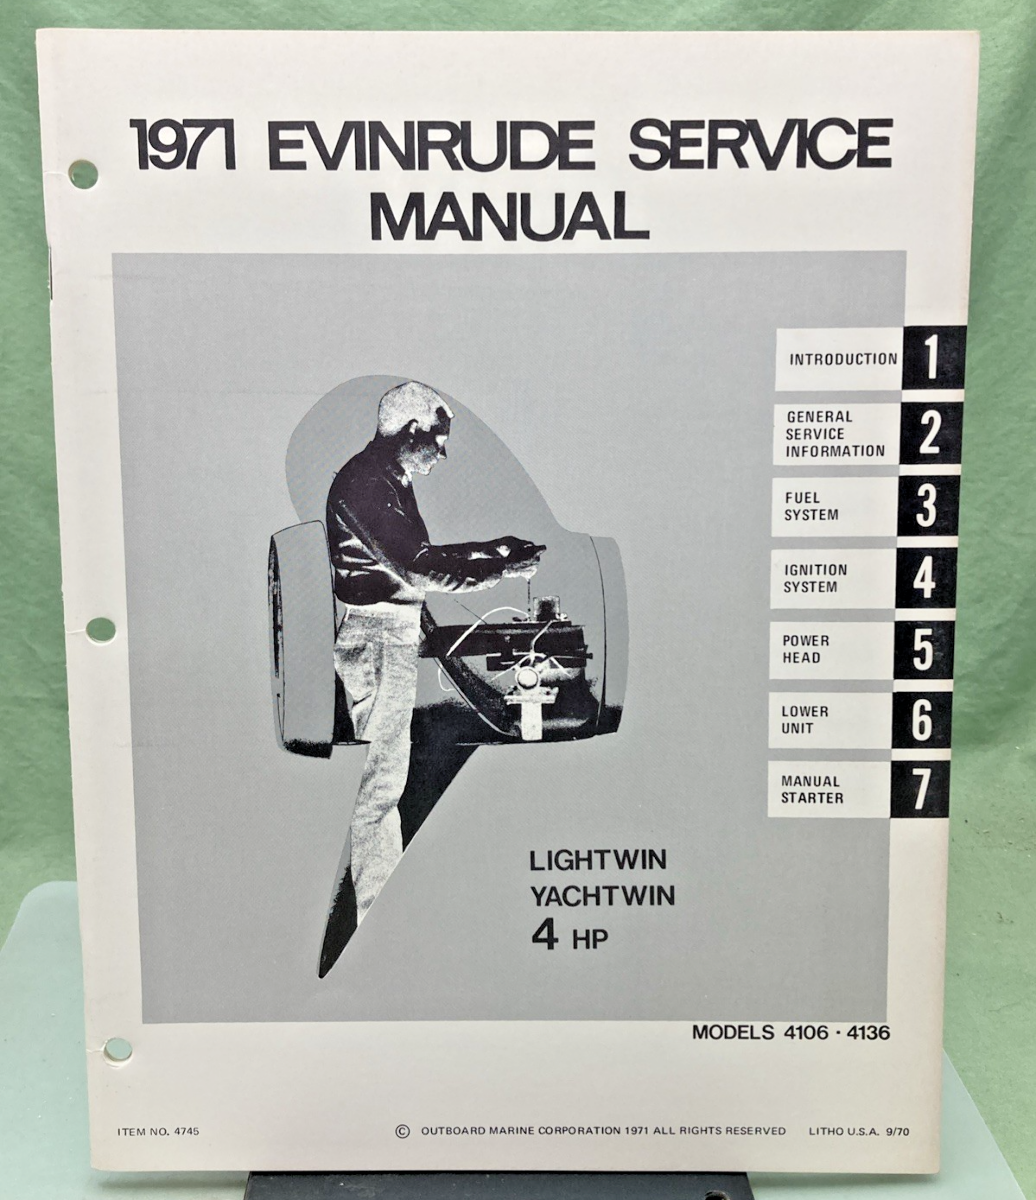 1971 EVINRUDE SERVICE
MANUAL
INTRODUCTION 1
GENERAL
SERVICE
INFORMATION
2
FUEL
SYSTEM
3
IGNITION
SYSTEM
4
POWER
HEAD
5
LOWER
UNIT
6
MANUAL
STARTER
7
LIGHTWIN
YACHTWIN
4 HP
MODELS 4106 · 4136
ITEM NO. 4745
© OUTBOARD MARINE CORPORATION 1971 ALL RIGHTS RESERVED
LITHO U.S.A. 9/70